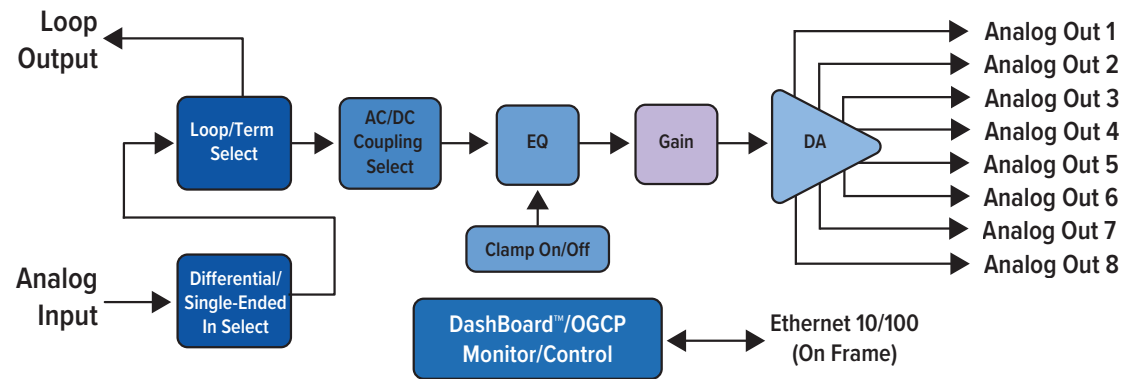 Loop
Output
Loop/Term
Select
AC/DC
Coupling
Select
EQ
Gain
DA
Analog Out 1
Analog Out 2
Analog Out 3
Analog Out 4
Analog Out 5
Analog Out 6
Analog Out 7
Analog Out 8
Clamp On/Off
Analog
Input
Differential/
Single-Ended
In Select
DashBoard™/OGCP
Monitor/Control
Ethernet 10/100
(On Frame)